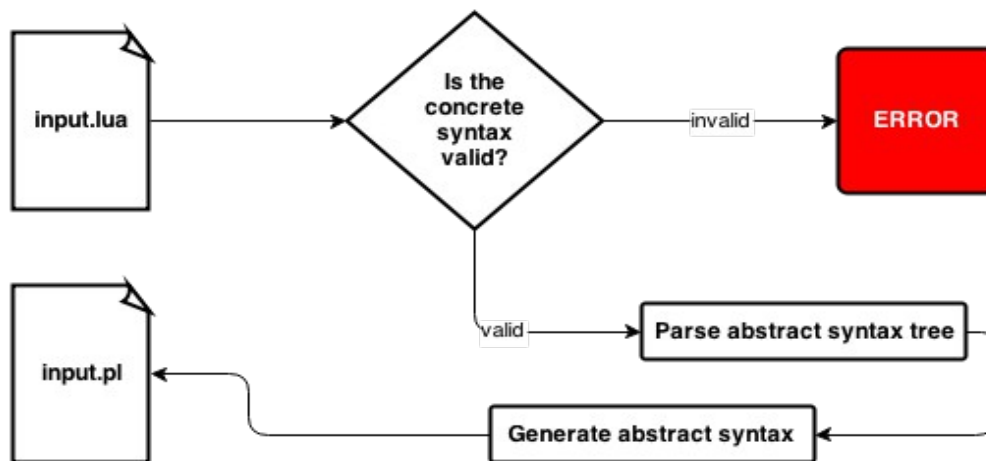 input.lua
Is the
concrete
syntax
valid?
invalid
ERROR
valid
Parse abstract syntax tree
input.pl
Generate abstract syntax